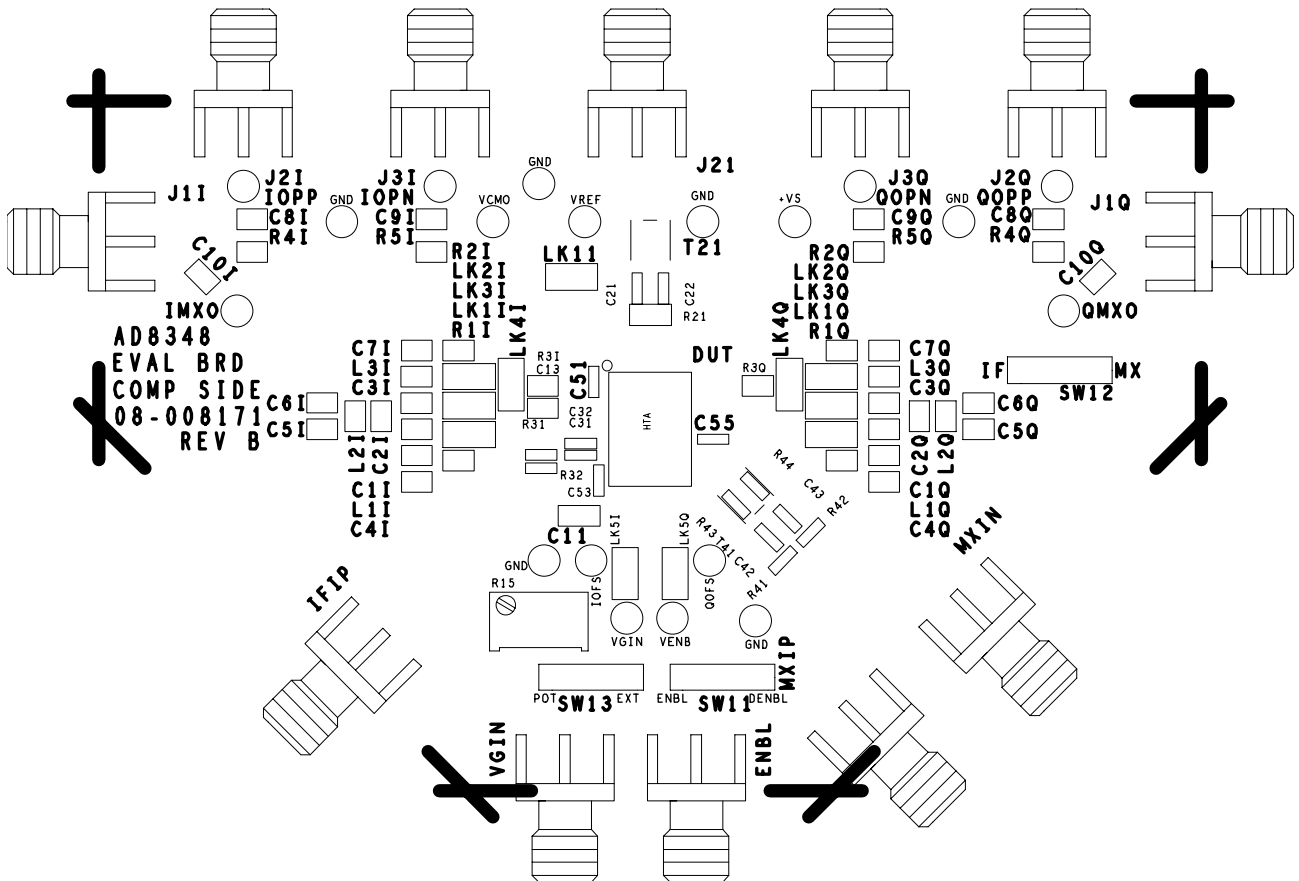 J21
GND
J1I
J2I
IOPP
GND
J3I
IOPN
VCMO
VREF
GND
+VS
J3Q
QOPN
GND
J2Q
QOPP
J1Q
C8I
R4I
C9I
R5I
C9Q
R5Q
C8Q
R4Q
C10I
R2I
LK2I
LK3I
LK1I
R1I
LK11
T21
C21
C22
R21
R2Q
LK2Q
LK3Q
LK1Q
R1Q
C10Q
IMXO
QMXO
AD8348
EVAL BRD
COMP SIDE
08-008171
REV B
C7I
L3I
C3I
LK4I
R3I
C13
C51
DUT
R3Q
LK4Q
C7Q
L3Q
C3Q
IF
MX
SW12
C6I
C5I
L2I
C2I
R31
C32
C31
HTA
C55
C2Q
L2Q
C6Q
C5Q
R32
C53
R44
C43
R42
C1I
L1I
C4I
C1Q
L1Q
C4Q
C11
LK5I
LK5Q
R43
T41
C42
R41
MXIN
GND
IOFS
QOFS
IFIP
R15
VGIN
VENB
GND
MXIP
POT
SW13
EXT
ENBL
SW11
DENBL
VGIN
ENBL